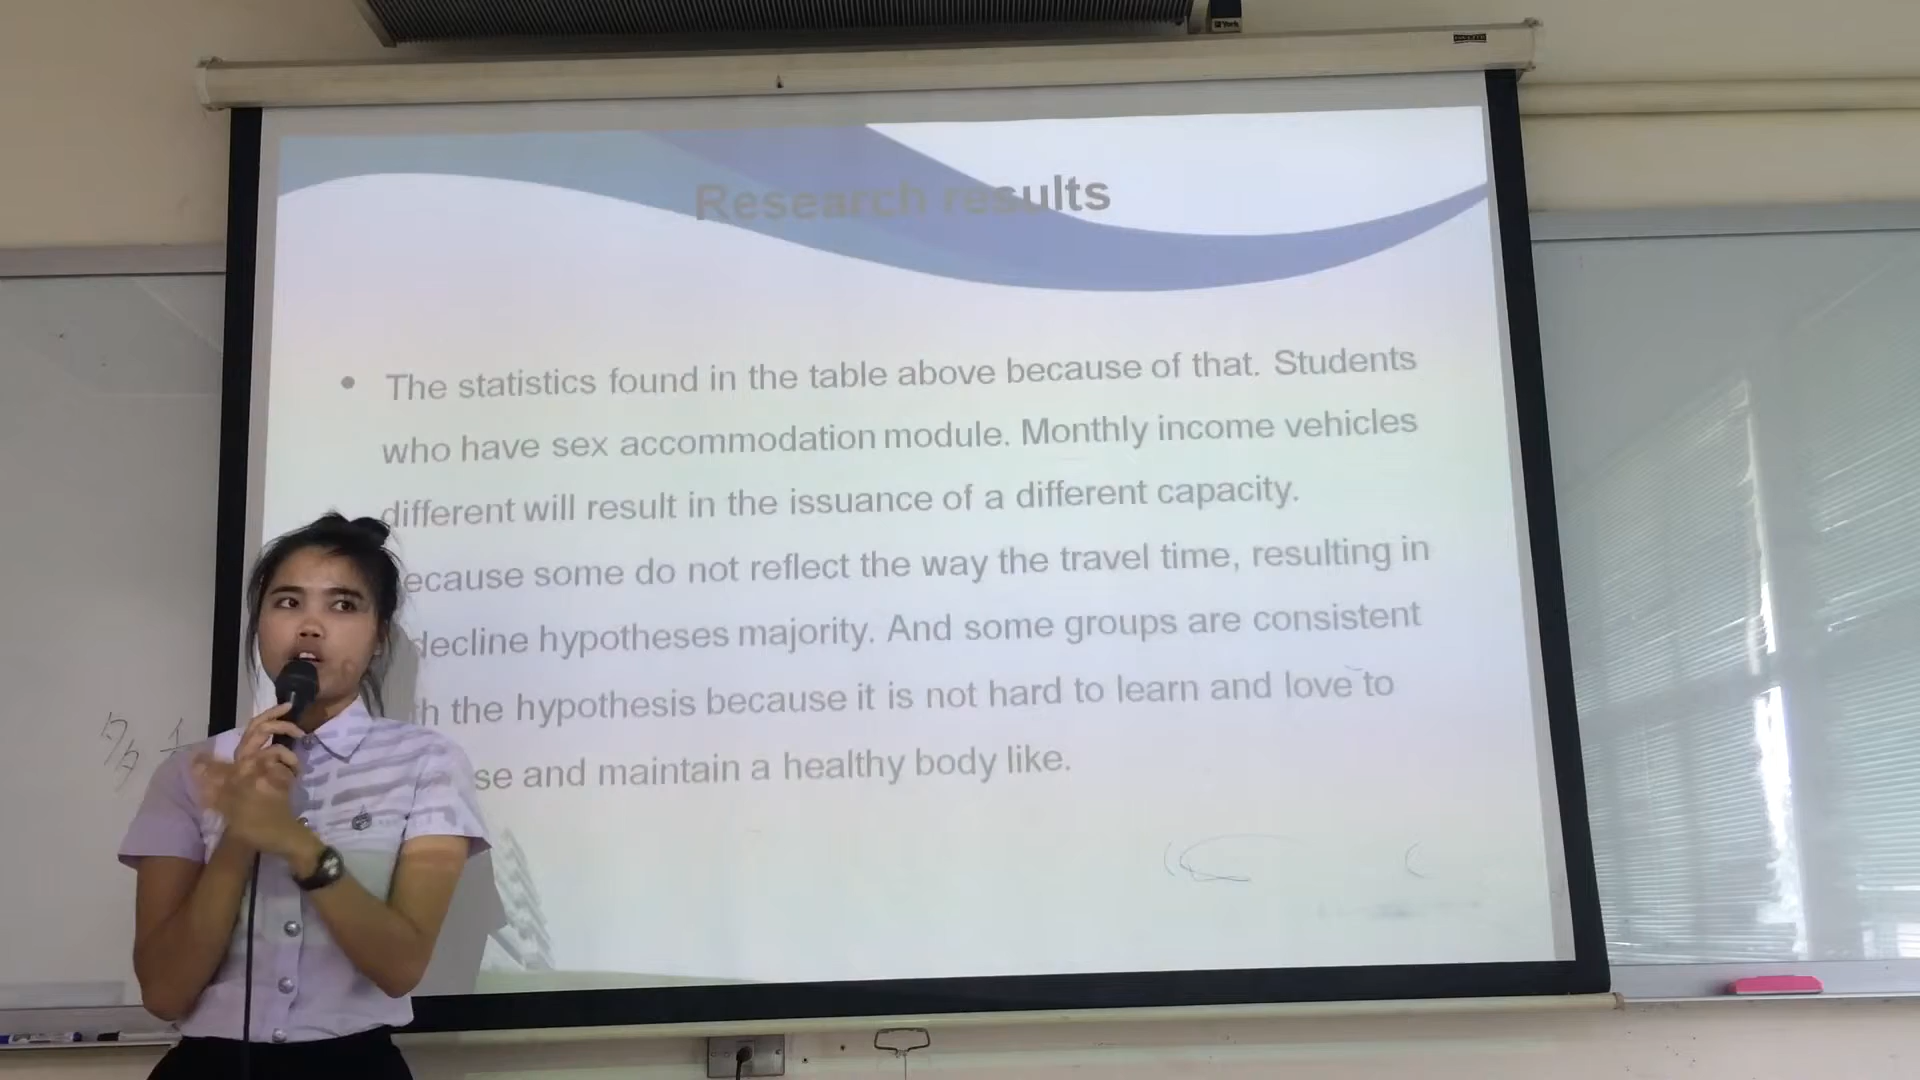 York
Research results
• The statistics found in the table above because of that. Students
who have sex accommodation module. Monthly income vehicles
different will result in the issuance of a different capacity.
ecause some do not reflect the way the travel time, resulting in
decline hypotheses majority. And some groups are consistent
h the hypothesis because it is not hard to learn and love to
se and maintain a healthy body like.